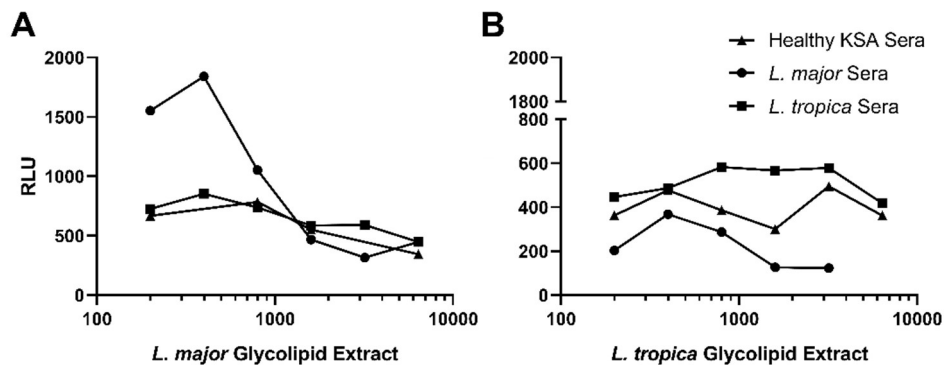 A
2000
1500
1000
500
0
RLU
100 1000 10000
L. major Glycolipid Extract
B
2000
1800
800
600
400
200
0
100 1000 10000
L. tropica Glycolipid Extract
Healthy KSA Sera
L. major Sera
L. tropica Sera